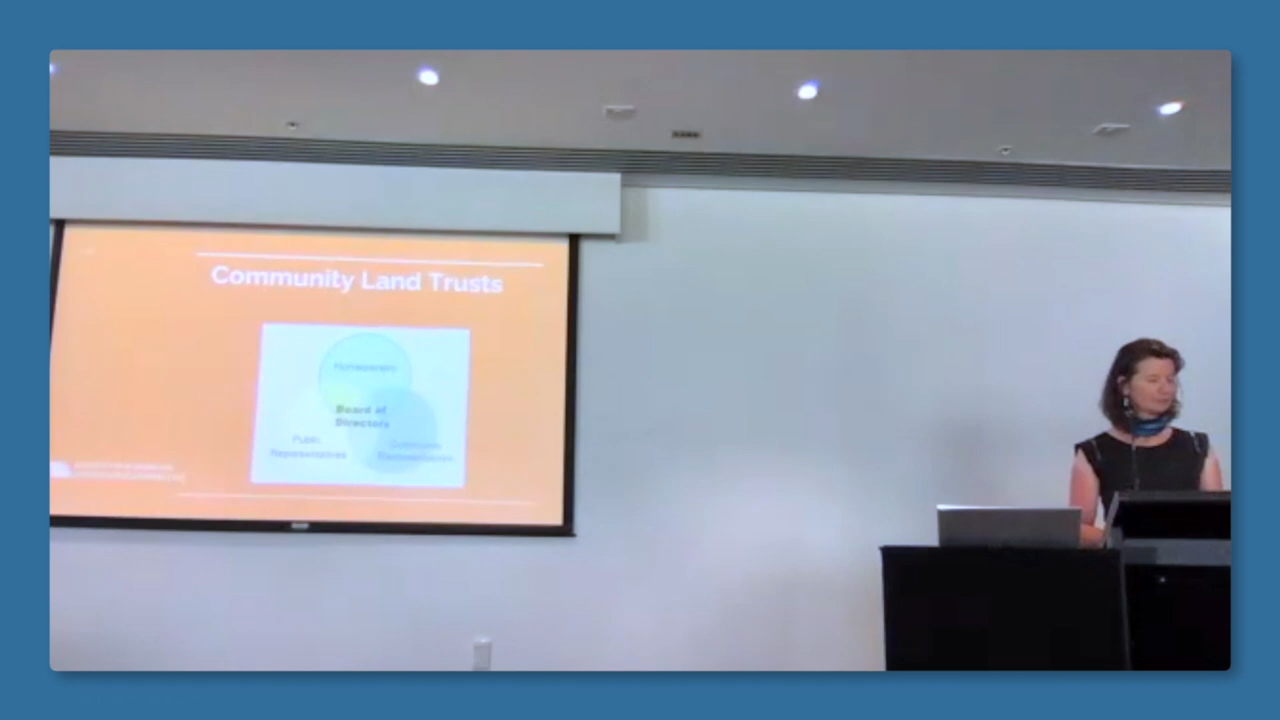 Community Land Trusts
Homeowners
Board of
Directors
Public
Representatives
Community
Representatives